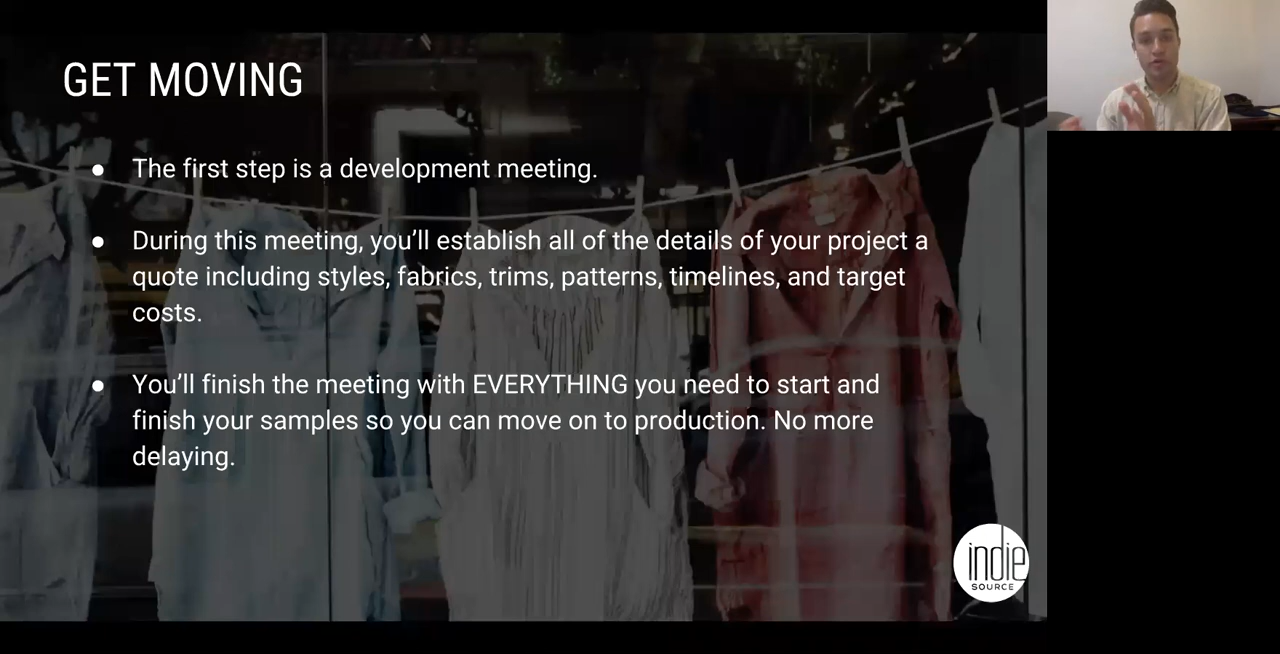 GET MOVING
● The first step is a development meeting.
● During this meeting, you’ll establish all of the details of your project a
quote including styles, fabrics, trims, patterns, timelines, and target
costs.
● You’ll finish the meeting with EVERYTHING you need to start and
finish your samples so you can move on to production. No more
delaying.
indie
SOURCE